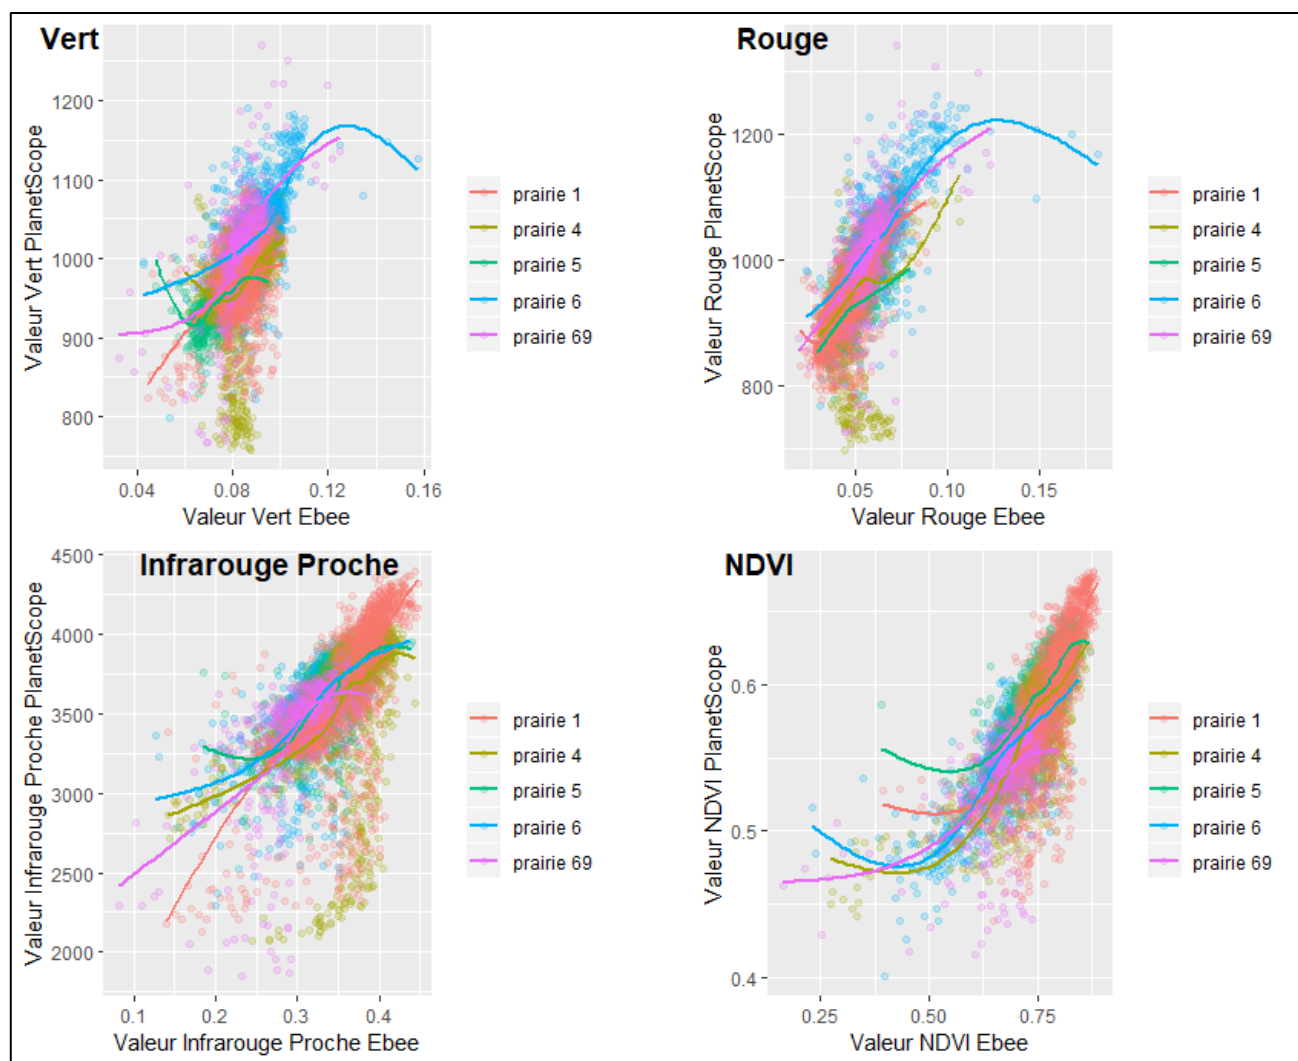 Vert
Valeur Vert PlanetScope
1200
1100
1000
900
800
0.04 0.08 0.12 0.16
Valeur Vert Ebee
prairie 1
prairie 4
prairie 5
prairie 6
prairie 69
Rouge
Valeur Rouge PlanetScope
1200
1000
800
0.05 0.10 0.15
Valeur Rouge Ebee
prairie 1
prairie 4
prairie 5
prairie 6
prairie 69
Infrarouge Proche
Valeur Infrarouge Proche PlanetScope
4500
4000
3500
3000
2500
2000
0.1 0.2 0.3 0.4
Valeur Infrarouge Proche Ebee
prairie 1
prairie 4
prairie 5
prairie 6
prairie 69
NDVI
Valeur NDVI PlanetScope
0.6
0.5
0.4
0.25 0.50 0.75
Valeur NDVI Ebee
prairie 1
prairie 4
prairie 5
prairie 6
prairie 69